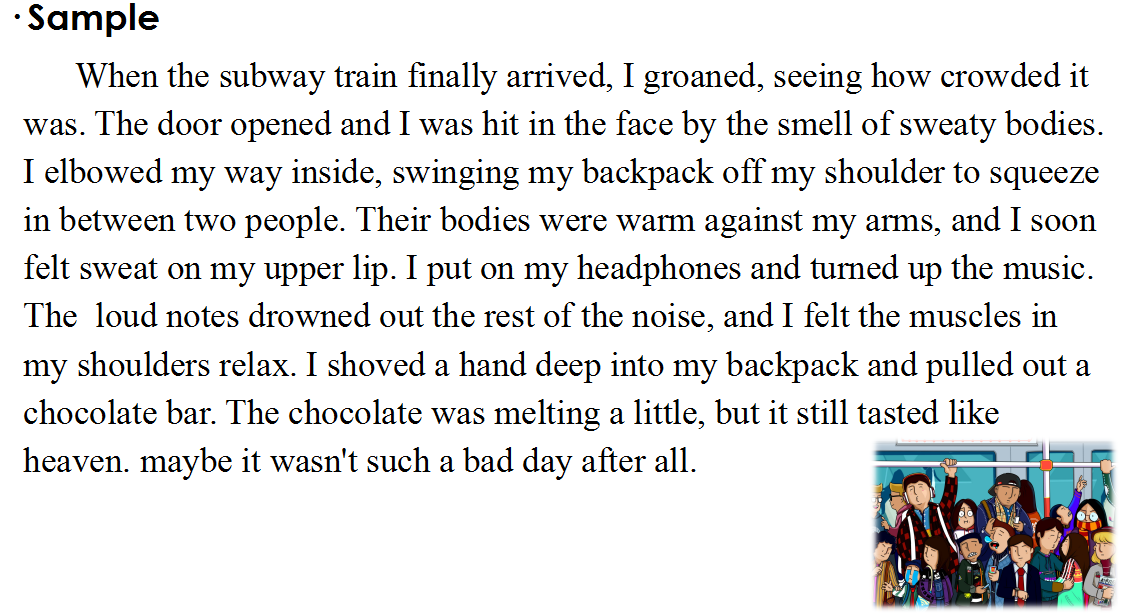 · Sample
When the subway train finally arrived, I groaned, seeing how crowded it
was. The door opened and I was hit in the face by the smell of sweaty bodies.
I elbowed my way inside, swinging my backpack off my shoulder to squeeze
in between two people. Their bodies were warm against my arms, and I soon
felt sweat on my upper lip. I put on my headphones and turned up the music.
The  loud notes drowned out the rest of the noise, and I felt the muscles in
my shoulders relax. I shoved a hand deep into my backpack and pulled out a
chocolate bar. The chocolate was melting a little, but it still tasted like
heaven. maybe it wasn't such a bad day after all.